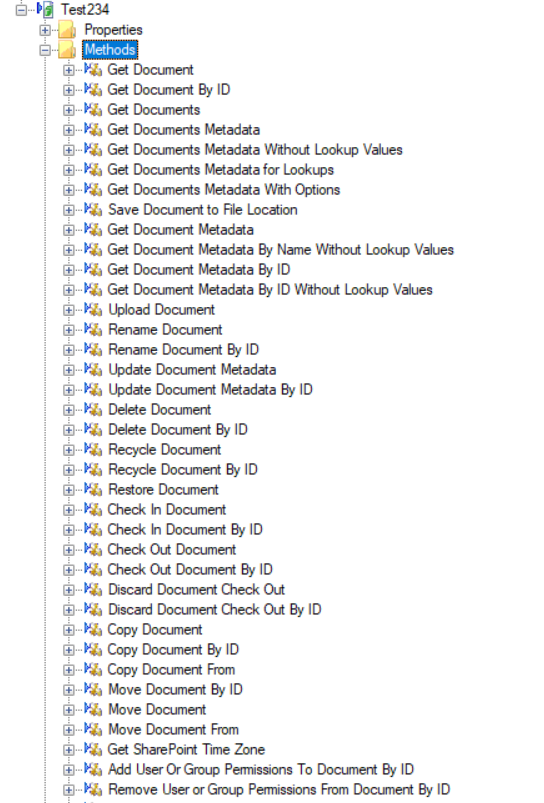 Test234
Properties
Methods
Get Document
Get Document By ID
Get Documents
Get Documents Metadata
Get Documents Metadata Without Lookup Values
Get Documents Metadata for Lookups
Get Documents Metadata With Options
Save Document to File Location
Get Document Metadata
Get Document Metadata By Name Without Lookup Values
Get Document Metadata By ID
Get Document Metadata By ID Without Lookup Values
Upload Document
Rename Document
Rename Document By ID
Update Document Metadata
Update Document Metadata By ID
Delete Document
Delete Document By ID
Recycle Document
Recycle Document By ID
Restore Document
Check In Document
Check In Document By ID
Check Out Document
Check Out Document By ID
Discard Document Check Out
Discard Document Check Out By ID
Copy Document
Copy Document By ID
Copy Document From
Move Document By ID
Move Document
Move Document From
Get SharePoint Time Zone
Add User Or Group Permissions To Document By ID
Remove User or Group Permissions From Document By ID